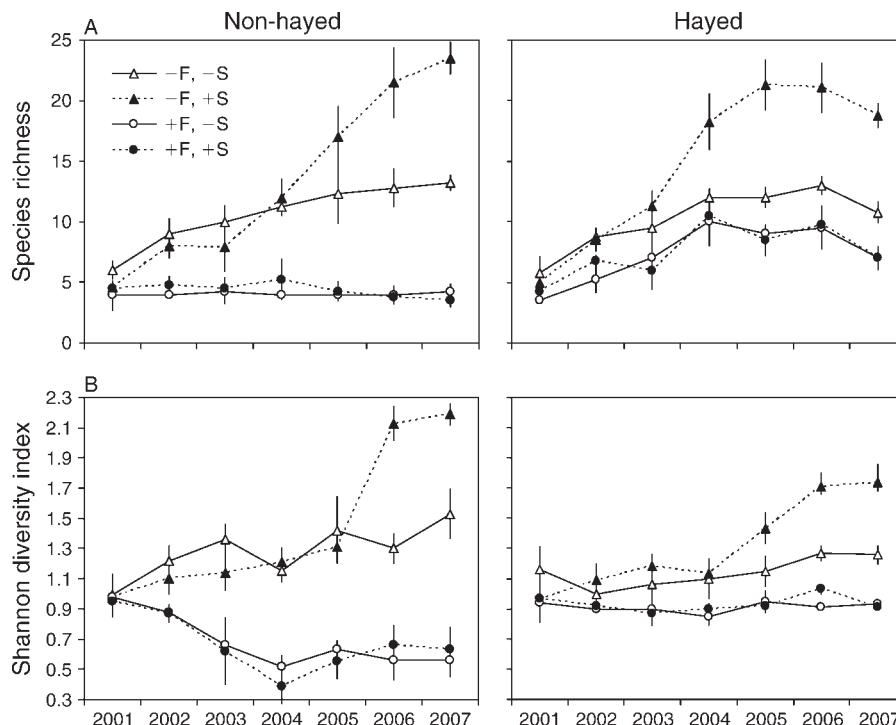 Non-hayed
Hayed
A
25
20
15
10
5
0
Species richness
−F, −S
−F, +S
+F, −S
+F, +S
B
2.3
2.1
1.9
1.7
1.5
1.3
1.1
0.9
0.7
0.5
0.3
Shannon diversity index
2001 2002 2003 2004 2005 2006 2007
2001 2002 2003 2004 2005 2006 2007